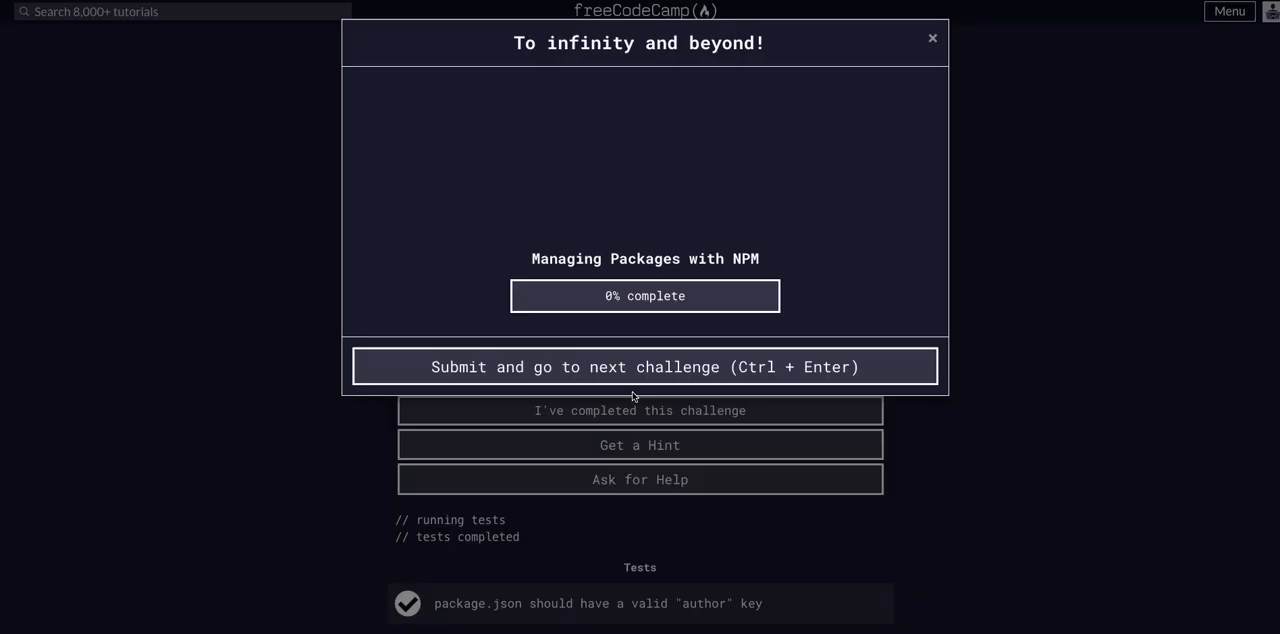 Search 8,000+ tutorials
freeCodeCamp
Menu
To infinity and beyond!
×
Managing Packages with NPM
0% complete
Submit and go to next challenge (Ctrl + Enter)
I've completed this challenge
Get a Hint
Ask for Help
// running tests
// tests completed
Tests
package.json should have a valid "author" key